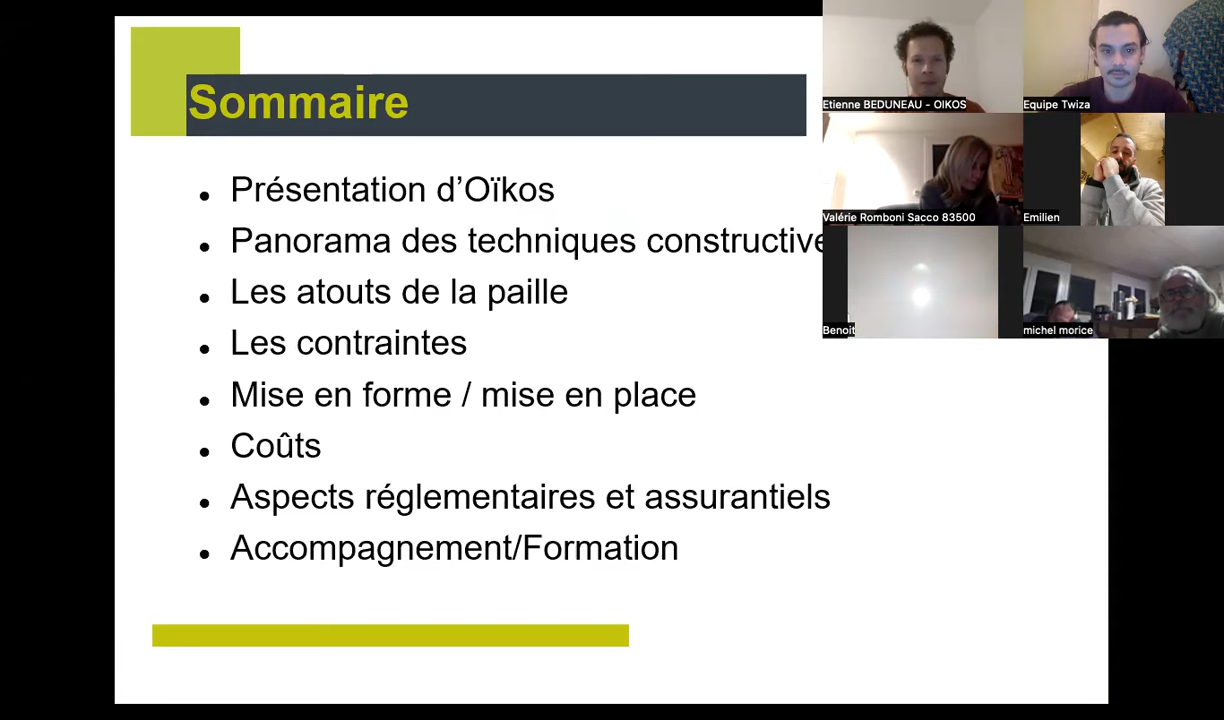 Sommaire
Présentation d’Oïkos
Panorama des techniques constructive
Les atouts de la paille
Les contraintes
Mise en forme / mise en place
Coûts
Aspects réglementaires et assurantiels
Accompagnement/Formation
Etienne BEDUNEAU - OIKOS
Equipe Twiza
Valérie Romboni Sacco 83500
Emilien
Benoit
michel morice